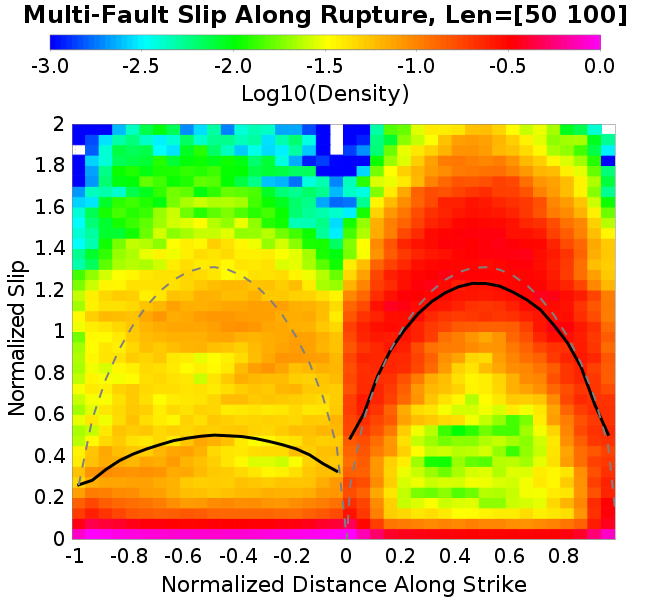 Multi-Fault Slip Along Rupture, Len=[50 100]
-3.0 -2.5 -2.0 -1.5 -1.0 -0.5 0.0
Log10(Density)
Normalized Slip
2
1.8
1.6
1.4
1.2
1
0.8
0.6
0.4
0.2
0
-1 -0.8 -0.6 -0.4 -0.2 0 0.2 0.4 0.6 0.8
Normalized Distance Along Strike